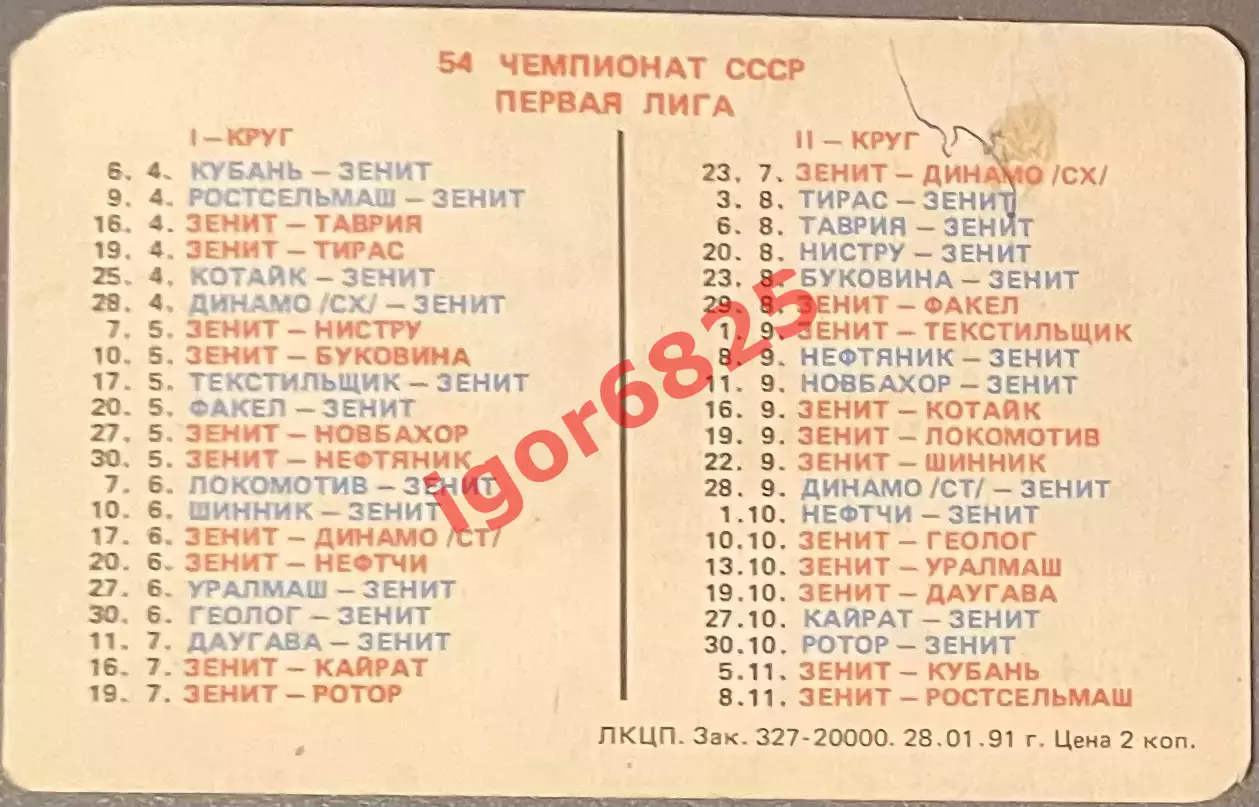 54 ЧЕМПИОНАТ СССР
ПЕРВАЯ ЛИГА
I – КРУГ
6. 4. КУБАНЬ – ЗЕНИТ
9. 4. РОСТСЕЛЬМАШ – ЗЕНИТ
16. 4. ЗЕНИТ – ТАВРИЯ
19. 4. ЗЕНИТ – ТИРАС
25. 4. КОТАЙК – ЗЕНИТ
28. 4. ДИНАМО /СХ/ – ЗЕНИТ
7. 5. ЗЕНИТ – НИСТРУ
10. 5. ЗЕНИТ – БУКОВИНА
17. 5. ТЕКСТИЛЬЩИК – ЗЕНИТ
20. 5. ФАКЕЛ – ЗЕНИТ
27. 5. ЗЕНИТ – НОВБАХОР
30. 5. ЗЕНИТ – НЕФТЯНИК
7. 6. ЛОКОМОТИВ – ЗЕНИТ
10. 6. ШИННИК – ЗЕНИТ
17. 6. ЗЕНИТ – ДИНАМО /СТ/
20. 6. ЗЕНИТ – НЕФТЧИ
27. 6. УРАЛМАШ – ЗЕНИТ
30. 6. ГЕОЛОГ – ЗЕНИТ
11. 7. ДАУГАВА – ЗЕНИТ
16. 7. ЗЕНИТ – КАЙРАТ
19. 7. ЗЕНИТ – РОТОР
II – КРУГ
23. 7. ЗЕНИТ – ДИНАМО /СХ/
3. 8. ТИРАС – ЗЕНИТ
6. 8. ТАВРИЯ – ЗЕНИТ
20. 8. НИСТРУ – ЗЕНИТ
23. 8. БУКОВИНА – ЗЕНИТ
29. 8. ЗЕНИТ – ФАКЕЛ
1. 9. ЗЕНИТ – ТЕКСТИЛЬЩИК
8. 9. НЕФТЯНИК – ЗЕНИТ
11. 9. НОВБАХОР – ЗЕНИТ
16. 9. ЗЕНИТ – КОТАЙК
19. 9. ЗЕНИТ – ЛОКОМОТИВ
22. 9. ЗЕНИТ – ШИННИК
28. 9. ДИНАМО /СТ/ – ЗЕНИТ
1.10. НЕФТЧИ – ЗЕНИТ
10.10. ЗЕНИТ – ГЕОЛОГ
13.10. ЗЕНИТ – УРАЛМАШ
19.10. ЗЕНИТ – ДАУГАВА
27.10. КАЙРАТ – ЗЕНИТ
30.10. РОТОР – ЗЕНИТ
5.11. ЗЕНИТ – КУБАНЬ
8.11. ЗЕНИТ – РОСТСЕЛЬМАШ
ЛКЦП. Зак. 327-20000. 28.01.91 г. Цена 2 коп.
igor6825